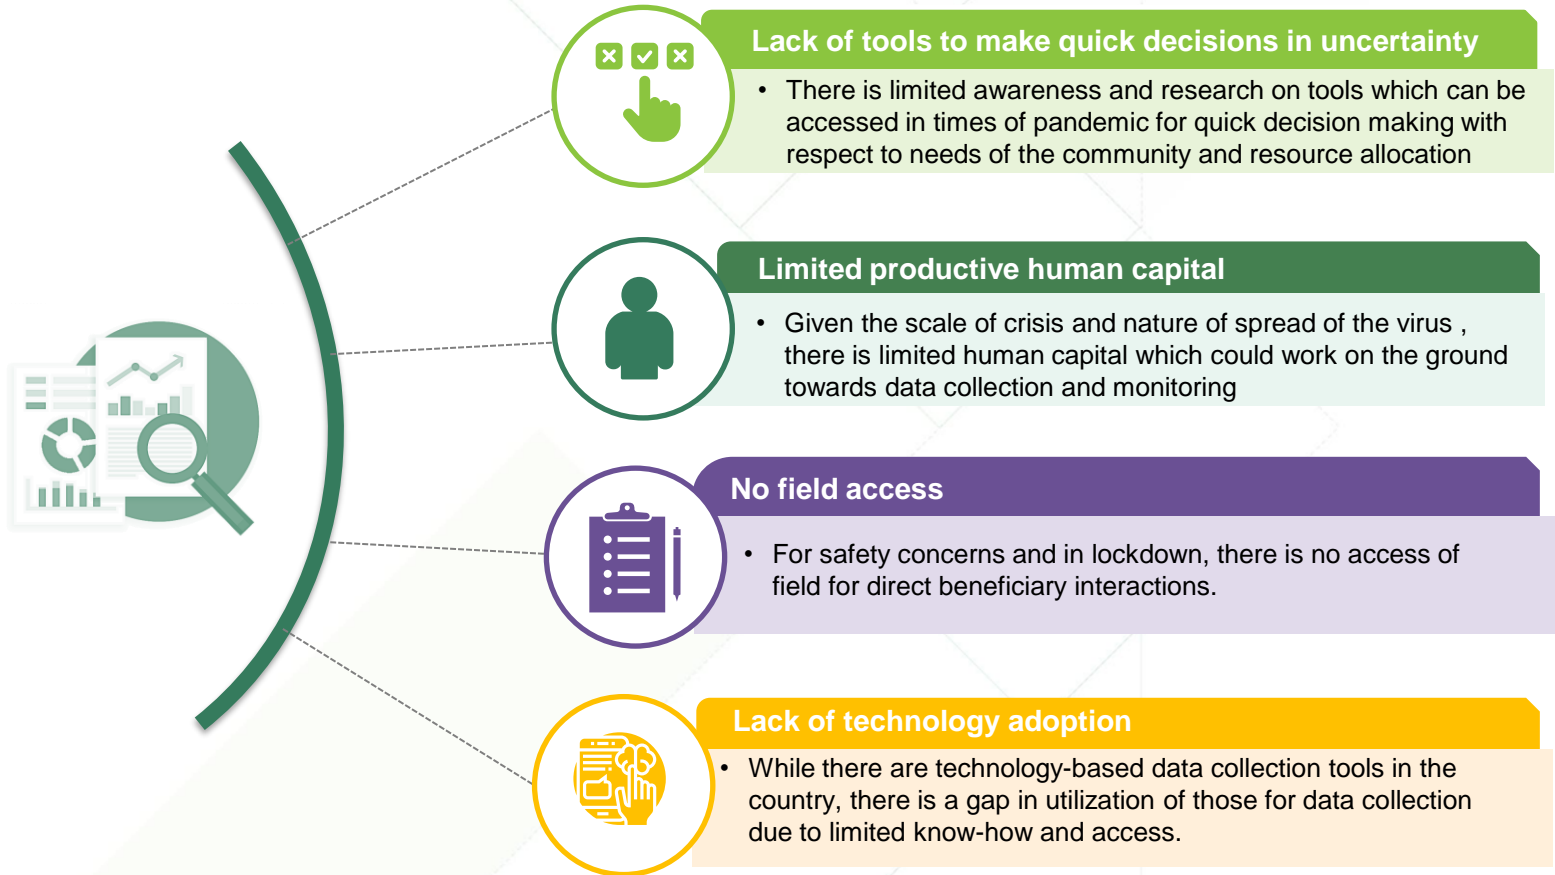 Lack of tools to make quick decisions in uncertainty
• There is limited awareness and research on tools which can be
accessed in times of pandemic for quick decision making with
respect to needs of the community and resource allocation
Limited productive human capital
• Given the scale of crisis and nature of spread of the virus ,
there is limited human capital which could work on the ground
towards data collection and monitoring
No field access
• For safety concerns and in lockdown, there is no access of
field for direct beneficiary interactions.
Lack of technology adoption
• While there are technology-based data collection tools in the
country, there is a gap in utilization of those for data collection
due to limited know-how and access.